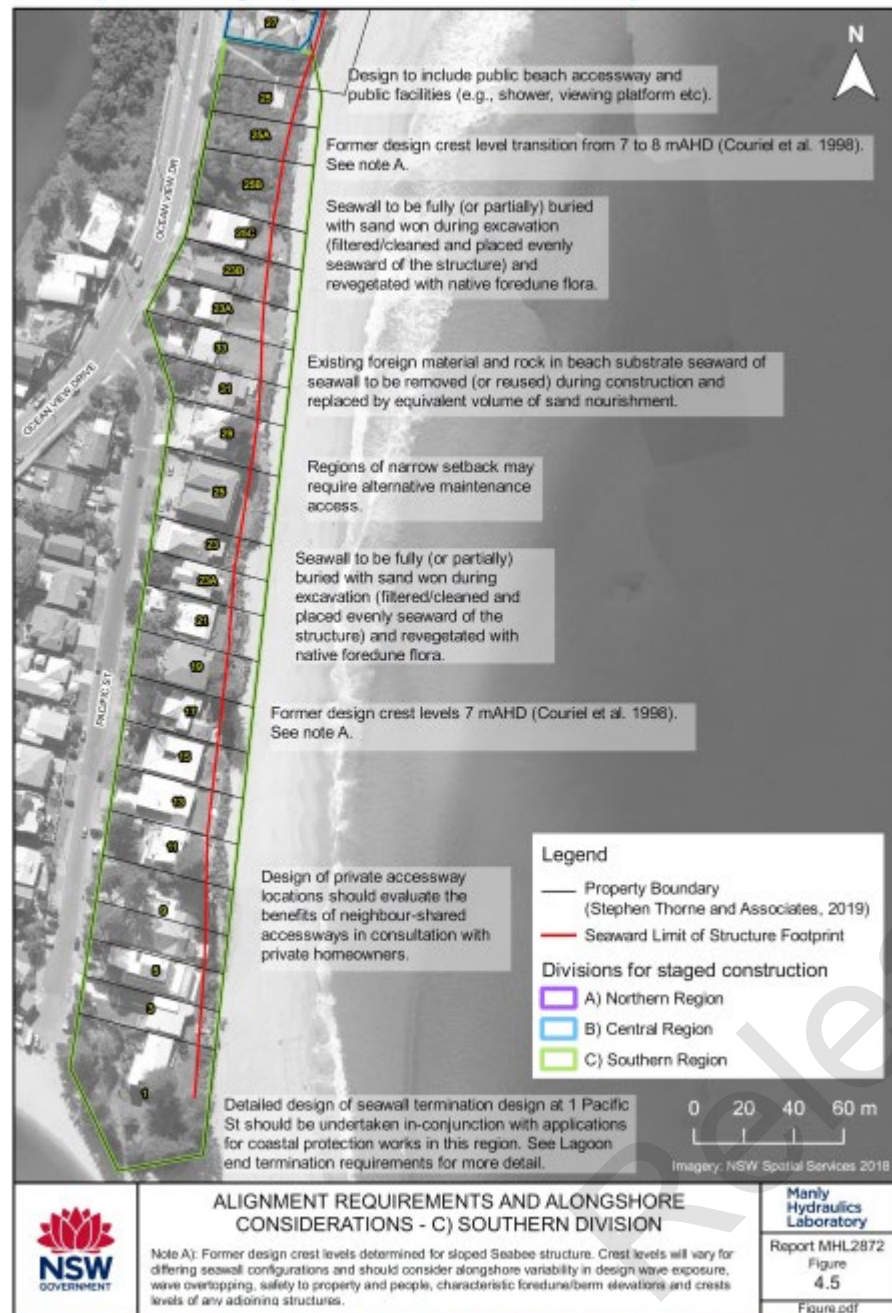 27
N
Design to include public beach accessway and
public facilities (e.g., shower, viewing platform etc).
25
25A
Former design crest level transition from 7 to 8 mAHD (Couriel et al. 1998).
See note A.
25B
OCEAN VIEW DR
Seawall to be fully (or partially) buried
with sand won during excavation
(filtered/cleaned and placed evenly
seaward of the structure) and
revegetated with native foredune flora.
23B
23A
33
31
29
OCEAN VIEW DRIVE
Existing foreign material and rock in beach substrate seaward of
seawall to be removed (or reused) during construction and
replaced by equivalent volume of sand nourishment.
Regions of narrow setback may
require alternative maintenance
access.
25
23
23A
21
19
Seawall to be fully (or partially)
buried with sand won during
excavation (filtered/cleaned and
placed evenly seaward of the
structure) and revegetated with
native foredune flora.
PACIFIC ST
17
15
13
11
Former design crest levels 7 mAHD (Couriel et al. 1998).
See note A.
Design of private accessway
locations should evaluate the
benefits of neighbour-shared
accessways in consultation with
private homeowners.
9
5
3
1
Legend
Property Boundary
(Stephen Thorne and Associates, 2019)
Seaward Limit of Structure Footprint
Divisions for staged construction
A) Northern Region
B) Central Region
C) Southern Region
Detailed design of seawall termination design at 1 Pacific
St should be undertaken in-conjunction with applications
for coastal protection works in this region. See Lagoon
end termination requirements for more detail.
0 20 40 60 m
Imagery: NSW Spatial Services 2018
Rele
NSW
GOVERNMENT
ALIGNMENT REQUIREMENTS AND ALONGSHORE
CONSIDERATIONS - C) SOUTHERN DIVISION
Note A): Former design crest levels determined for sloped Seabee structure. Crest levels will vary for
differing seawall configurations and should consider alongshore variability in design wave exposure,
wave overtopping, safety to property and people, characteristic foredune/berm elevations and crests
levels of any adjoining structures.
Manly
Hydraulics
Laboratory
Report MHL2872
Figure
4.5
Figure.pdf